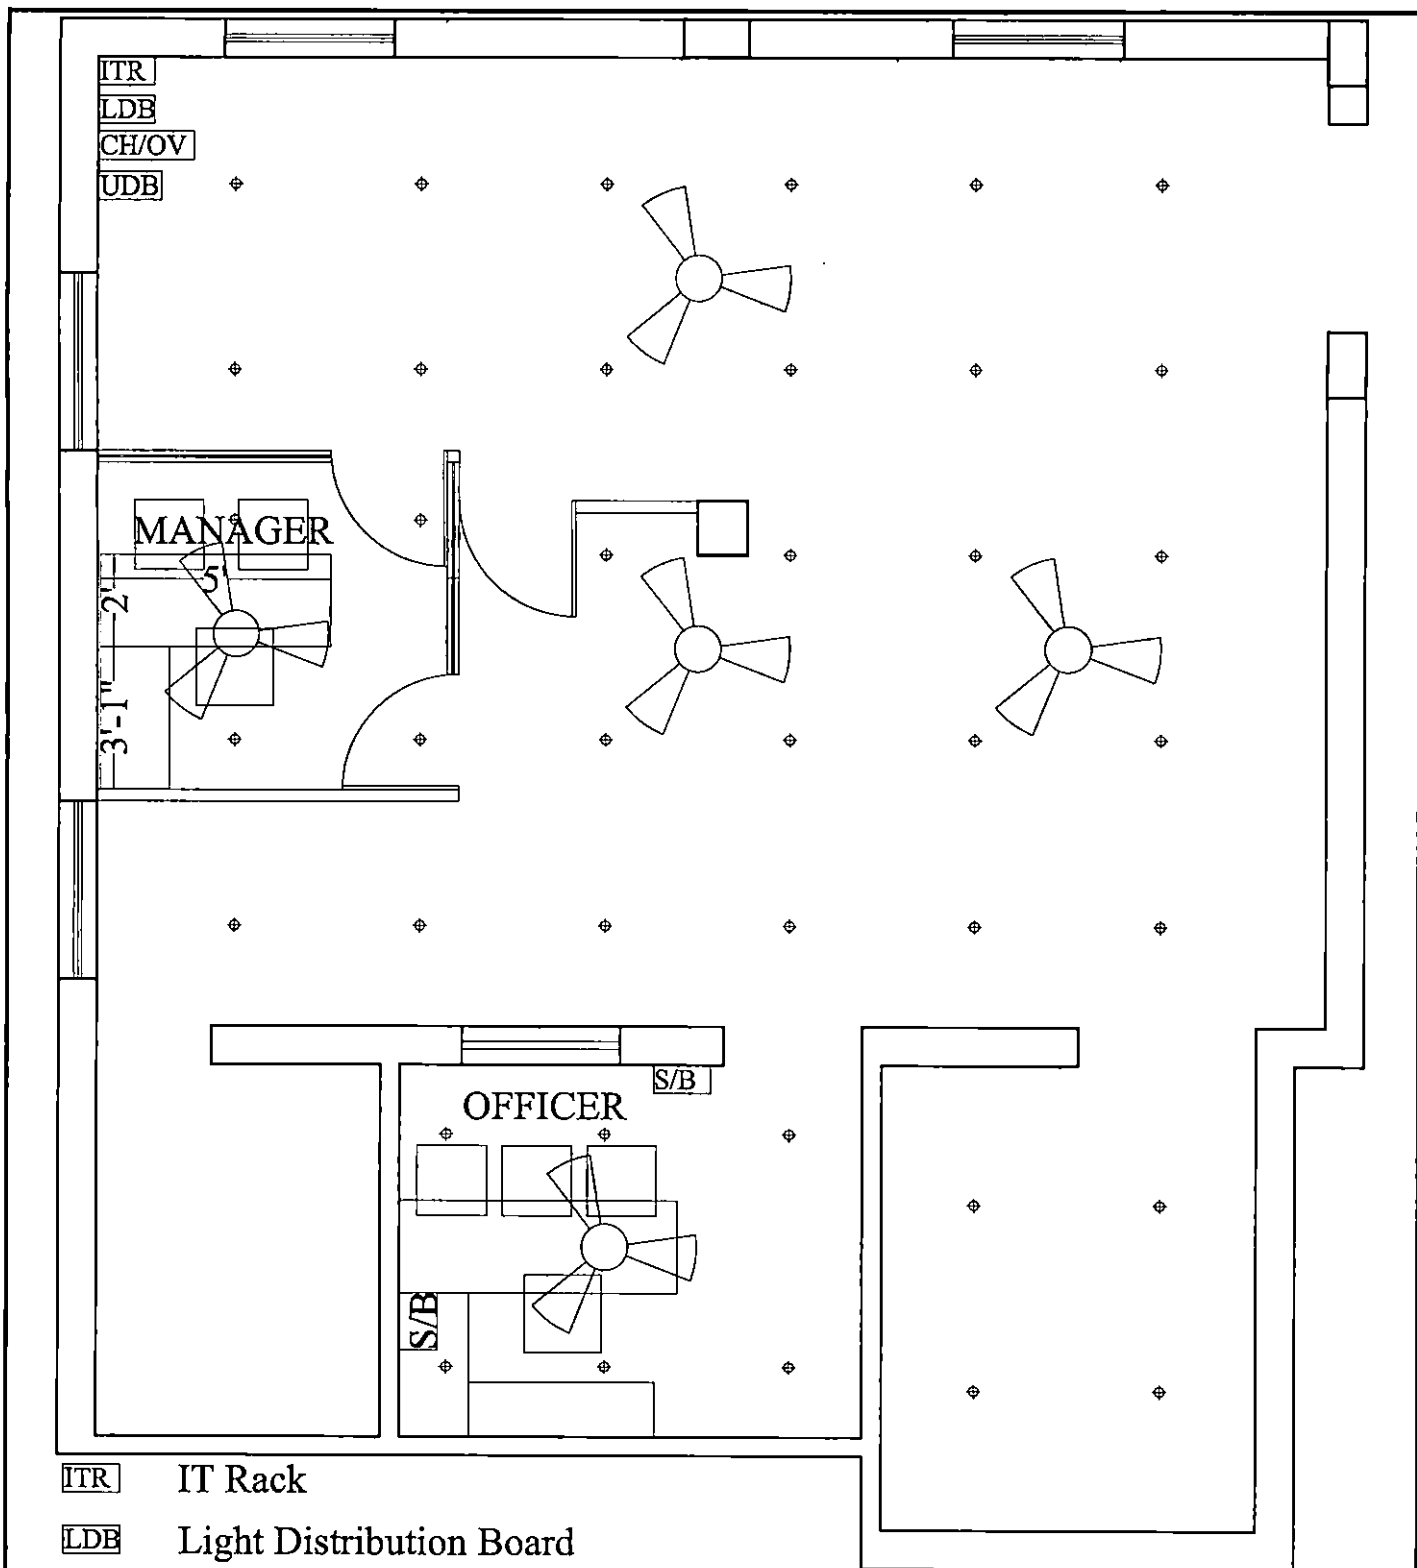 ITR
LDB
CH/OV
UDB
MANAGER
5'
2'
3'-1"
S/B
OFFICER
S/B
ITR IT Rack
LDB Light Distribution Board